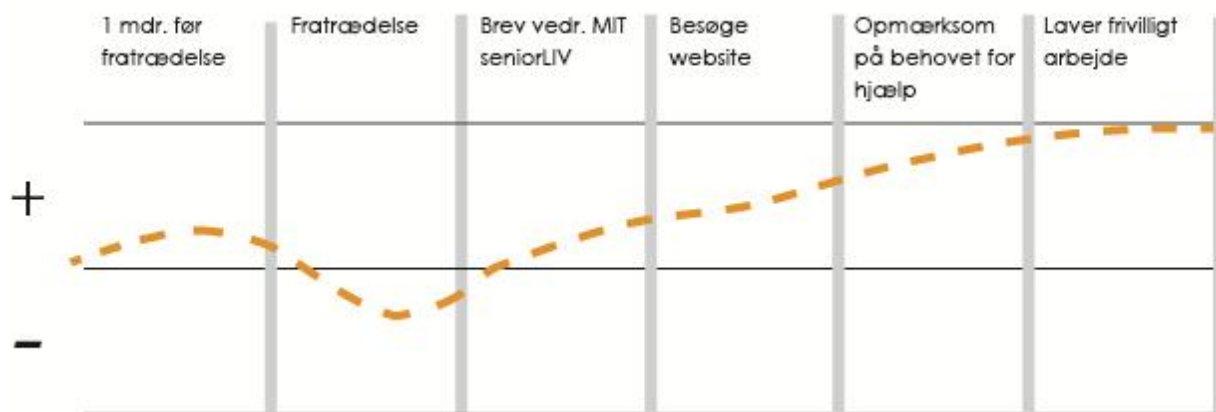 1 mdr. før
fratrædelse
Fratrædelse
Brev vedr. MIT
seniorLIV
Besøge
website
Opmærksom
på behovet for
hjælp
Laver frivilligt
arbejde
+
-